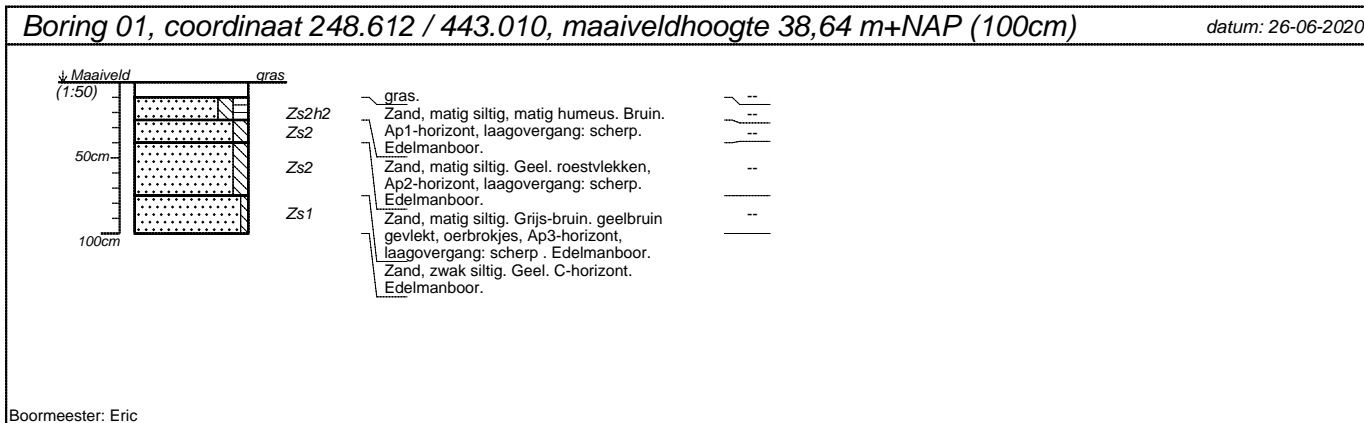 Boring 01, coordinaat 248.612 / 443.010, maaiveldhoogte 38,64 m+NAP (100cm)
datum: 26-06-2020
Maaiveld
gras
(1:50)
50cm
100cm
Zs2h2
Zs2
Zs2
Zs1
gras.
Zand, matig siltig, matig humeus. Bruin.
Ap1-horizont, laagovergang: scherp.
Edelmanboor.
Zand, matig siltig. Geel. roestvlekken,
Ap2-horizont, laagovergang: scherp.
Edelmanboor.
Zand, matig siltig. Grijs-bruin. geelbruin
gevlekt, oerbrokjes, Ap3-horizont,
laagovergang: scherp . Edelmanboor.
Zand, zwak siltig. Geel. C-horizont.
Edelmanboor.
--
--
--
--
--
Boormeester: Eric